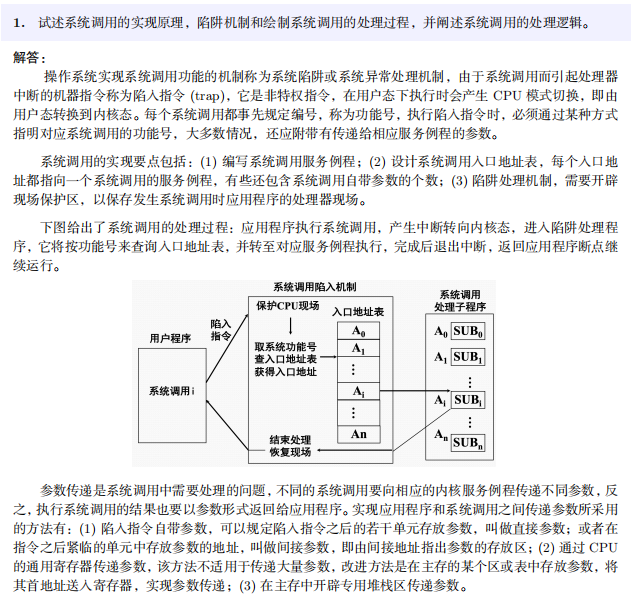 1. 试述系统调用的实现原理，陷阱机制和绘制系统调用的处理过程，并阐述系统调用的处理逻辑。
解答：
操作系统实现系统调用功能的机制称为系统陷阱或系统异常处理机制，由于系统调用而引起处理器
中断的机器指令称为陷入指令 (trap)，它是非特权指令，在用户态下执行时会产生 CPU 模式切换，即由
用户态转换到内核态。每个系统调用都事先规定编号，称为功能号，执行陷入指令时，必须通过某种方式
指明对应系统调用的功能号，大多数情况，还应附带有传递给相应服务例程的参数。
系统调用的实现要点包括：(1) 编写系统调用服务例程；(2) 设计系统调用入口地址表，每个入口地
址都指向一个系统调用的服务例程，有些还包含系统调用自带参数的个数；(3) 陷阱处理机制，需要开辟
现场保护区，以保存发生系统调用时应用程序的处理器现场。
下图给出了系统调用的处理过程：应用程序执行系统调用，产生中断转向内核态，进入陷阱处理程
序，它将按功能号来查询入口地址表，并转至对应服务例程执行，完成后退出中断，返回应用程序断点继
续运行。
系统调用陷入机制
系统调用
处理子程序
保护CPU现场
入口地址表
陷入
指令
用户程序
系统调用i
取系统功能号
查入口地址表
获得入口地址
A₀
A₁
⋮
Aᵢ
⋮
An
A₀ SUB₀
A₁ SUB₁
⋮
Aᵢ SUBᵢ
⋮
Aₙ SUBₙ
结束处理
恢复现场
参数传递是系统调用中需要处理的问题，不同的系统调用要向相应的内核服务例程传递不同参数，反
之，执行系统调用的结果也要以参数形式返回给应用程序。实现应用程序和系统调用之间传递参数所采用
的方法有：(1) 陷入指令自带参数，可以规定陷入指令之后的若干单元存放参数，叫做直接参数；或者在
指令之后紧临的单元中存放参数的地址，叫做间接参数，即由间接地址指出参数的存放区；(2) 通过 CPU
的通用寄存器传递参数，该方法不适用于传递大量参数，改进方法是在主存的某个区或表中存放参数，将
其首地址送入寄存器，实现参数传递；(3) 在主存中开辟专用堆栈区传递参数。